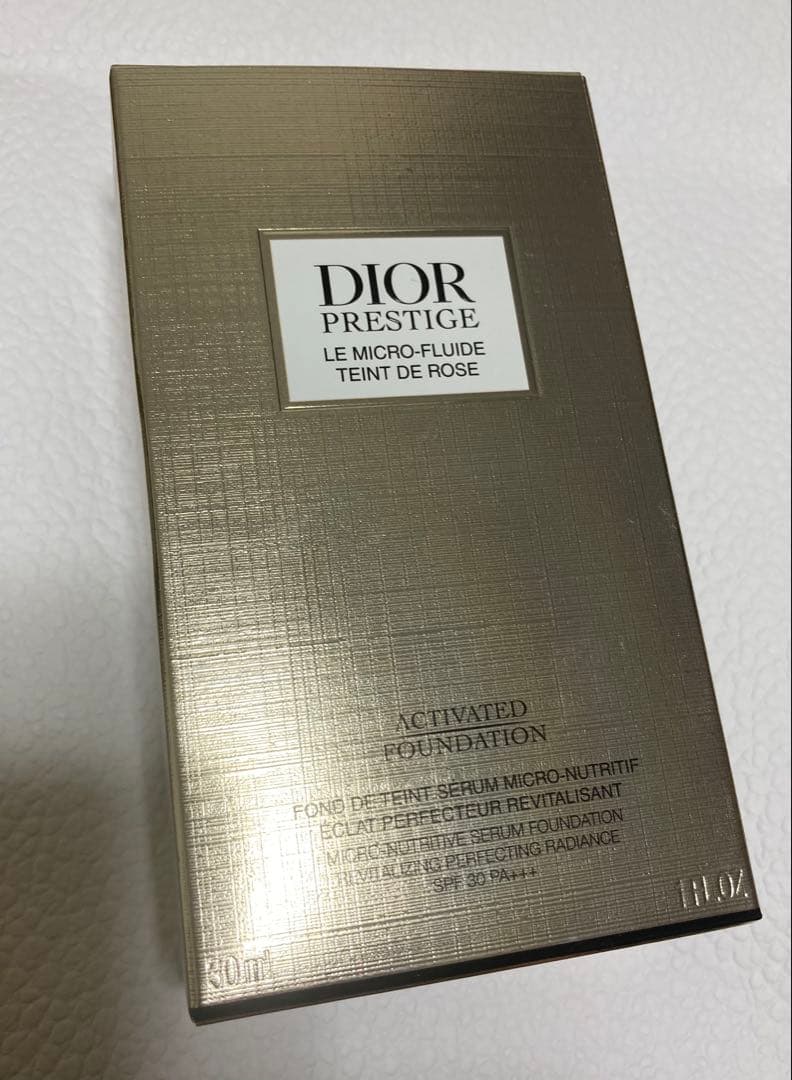 DIOR
PRESTIGE
LE MICRO-FLUIDE
TEINT DE ROSE
ACTIVATED
FOUNDATION
FOND DE TEINT SÉRUM MICRO-NUTRITIF
ÉCLAT PERFECTEUR REVITALISANT
MICRO-NUTRITIVE SERUM FOUNDATION
REVITALIZING PERFECTING RADIANCE
SPF 30 PA+++
30ml
1 FL.OZ